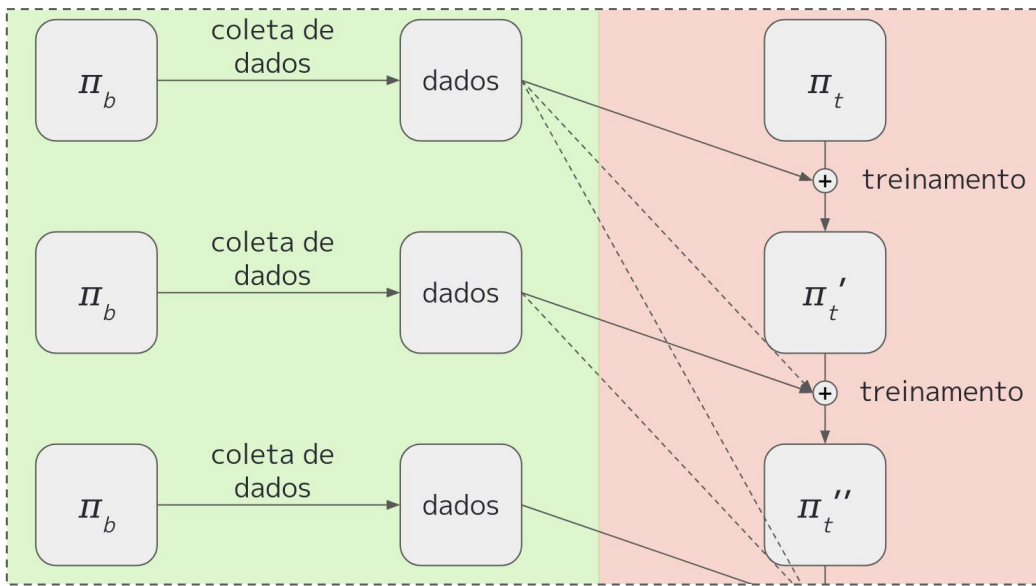 coleta de
dados
π_b
dados
π_t
+
treinamento
coleta de
dados
π_b
dados
π_t'
+
treinamento
coleta de
dados
π_b
dados
π_t''